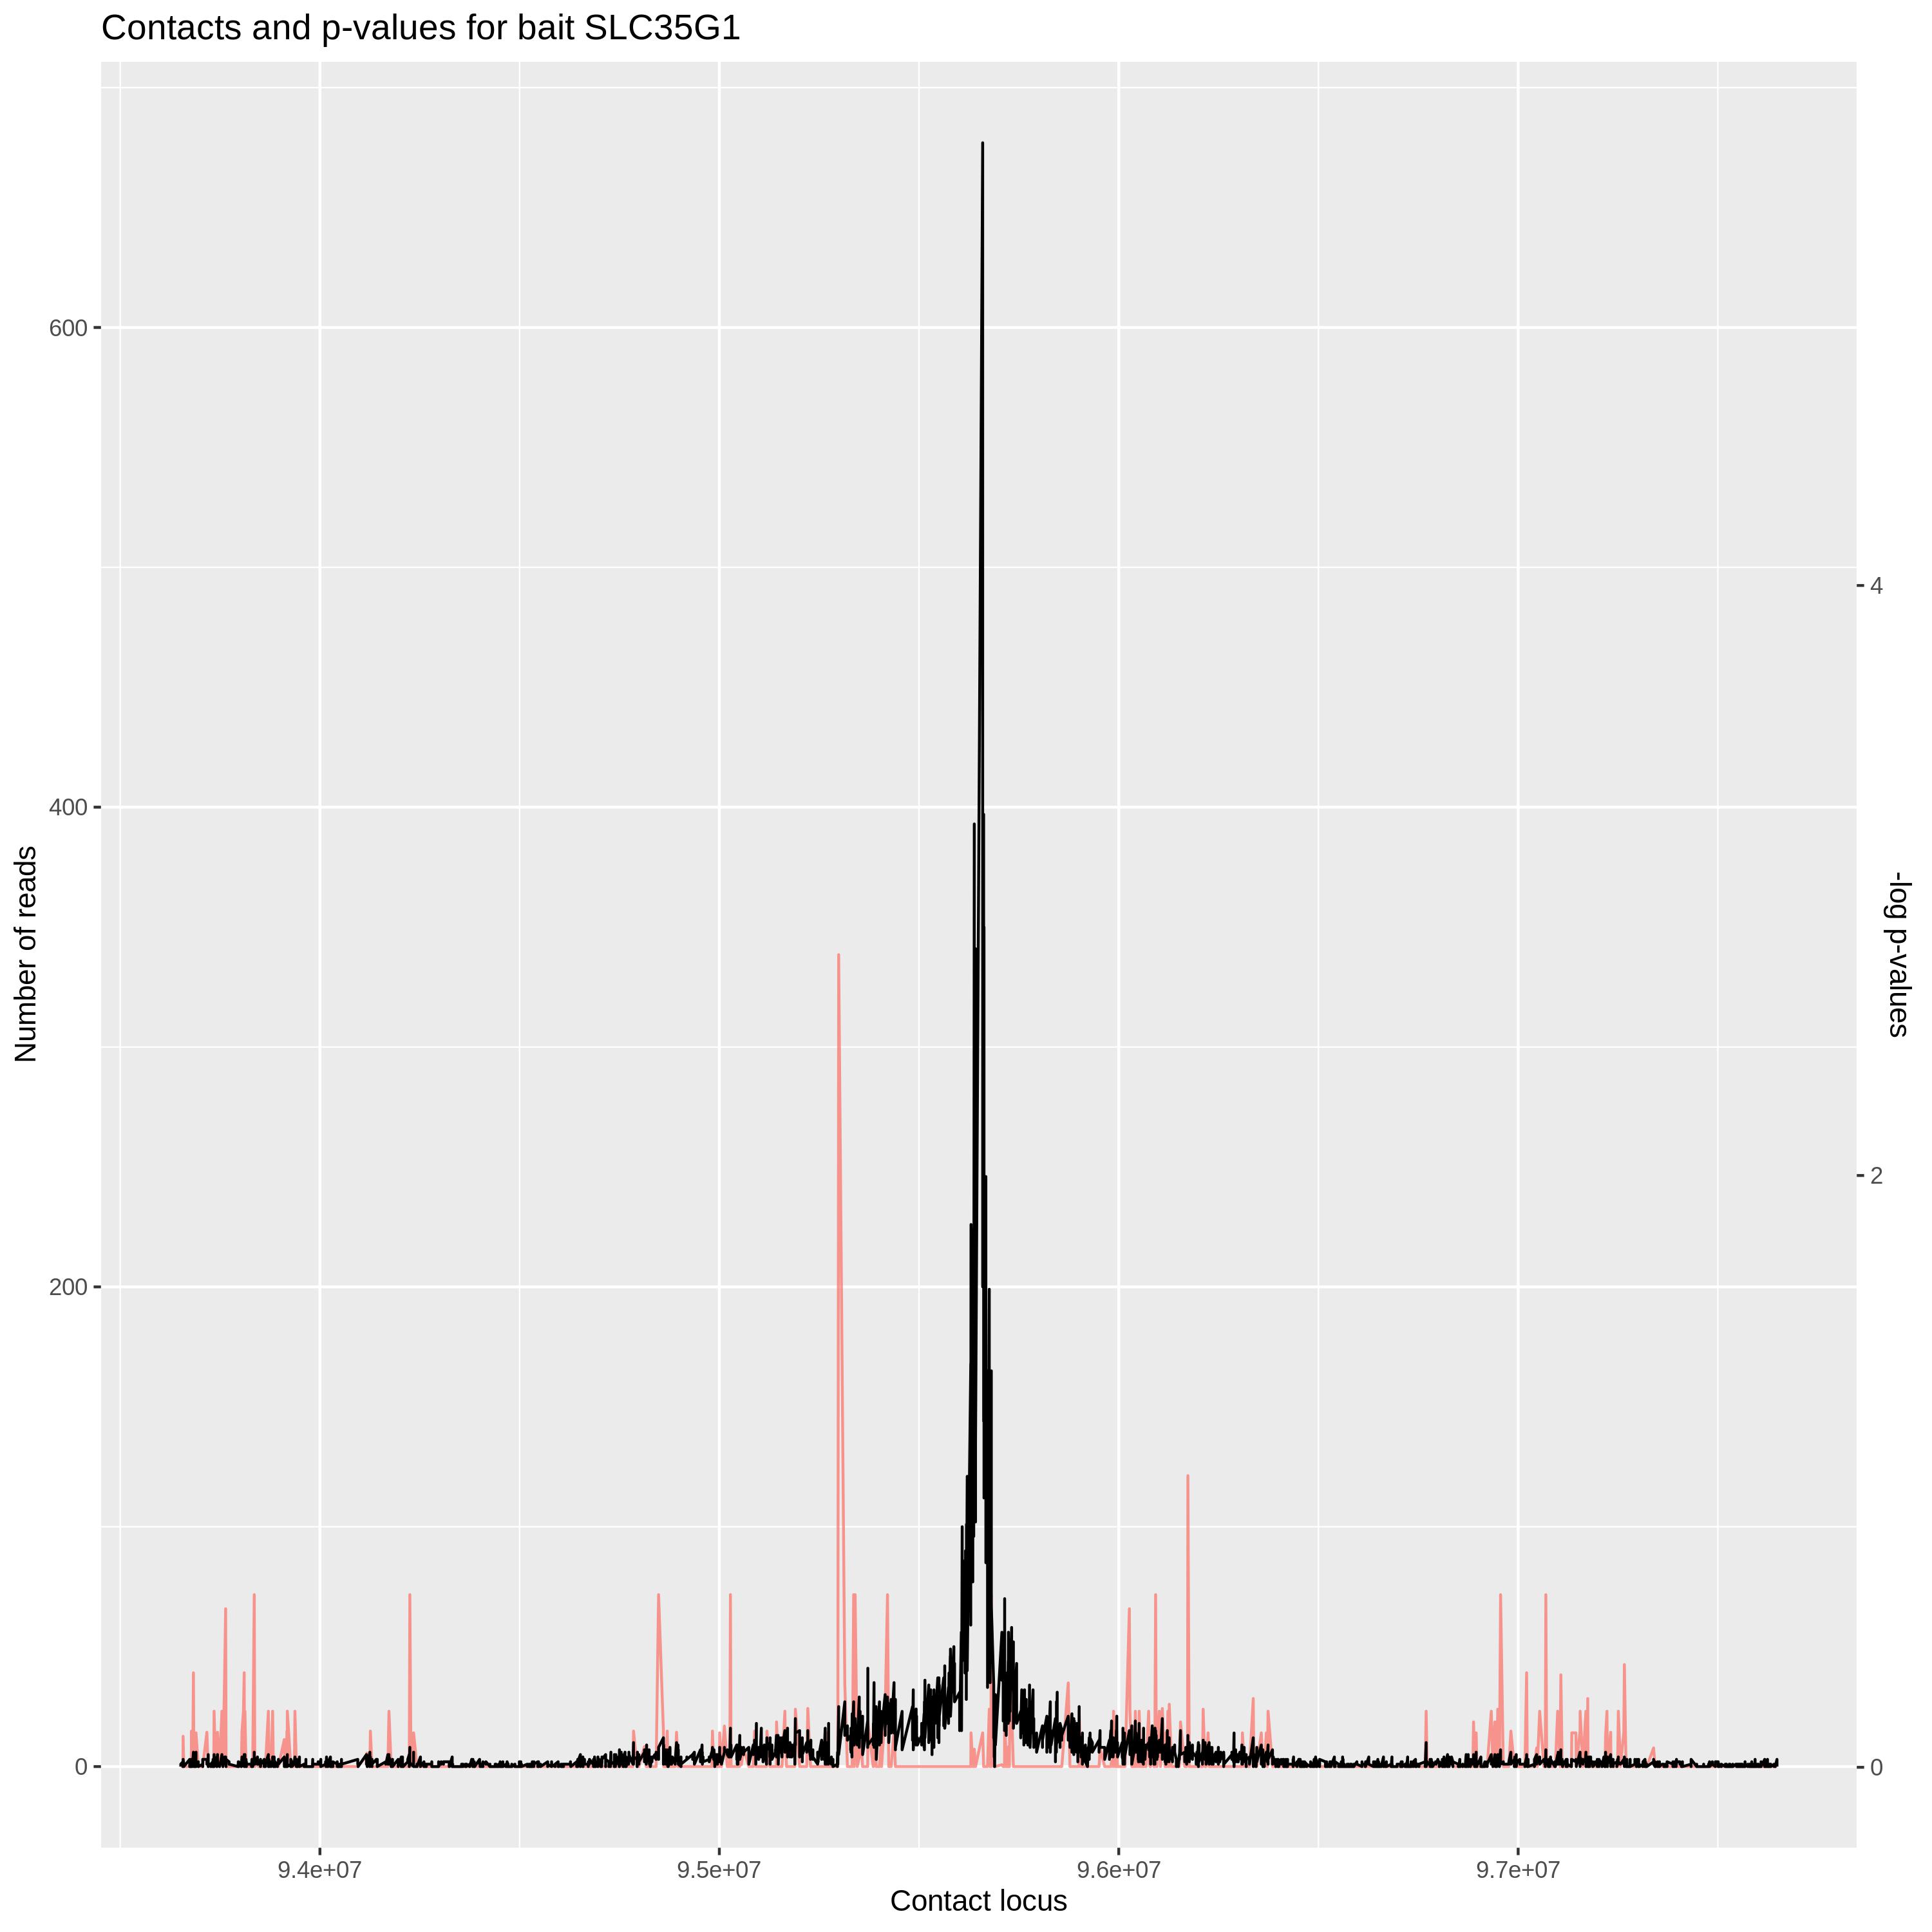 Contacts and p-values for bait SLC35G1
600
400
200
0
Number of reads
4
2
0
-log p-values
9.4e+07
9.5e+07
9.6e+07
9.7e+07
Contact locus